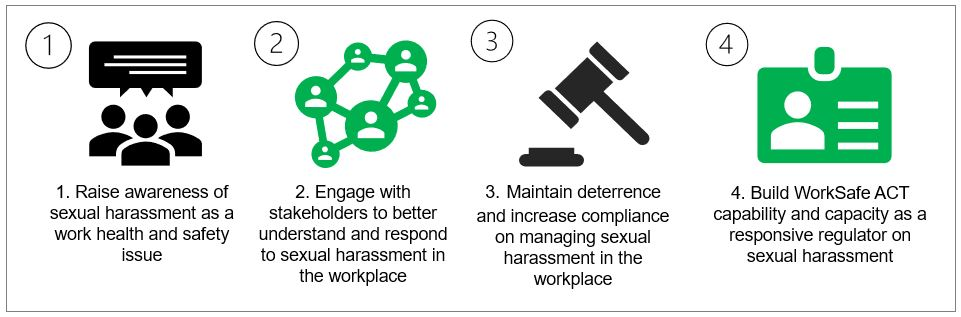 1
2
3
4
1. Raise awareness of
sexual harassment as a
work health and safety
issue
2. Engage with
stakeholders to better
understand and respond
to sexual harassment in
the workplace
3. Maintain deterrence
and increase compliance
on managing sexual
harassment in the
workplace
4. Build WorkSafe ACT
capability and capacity as a
responsive regulator on
sexual harassment